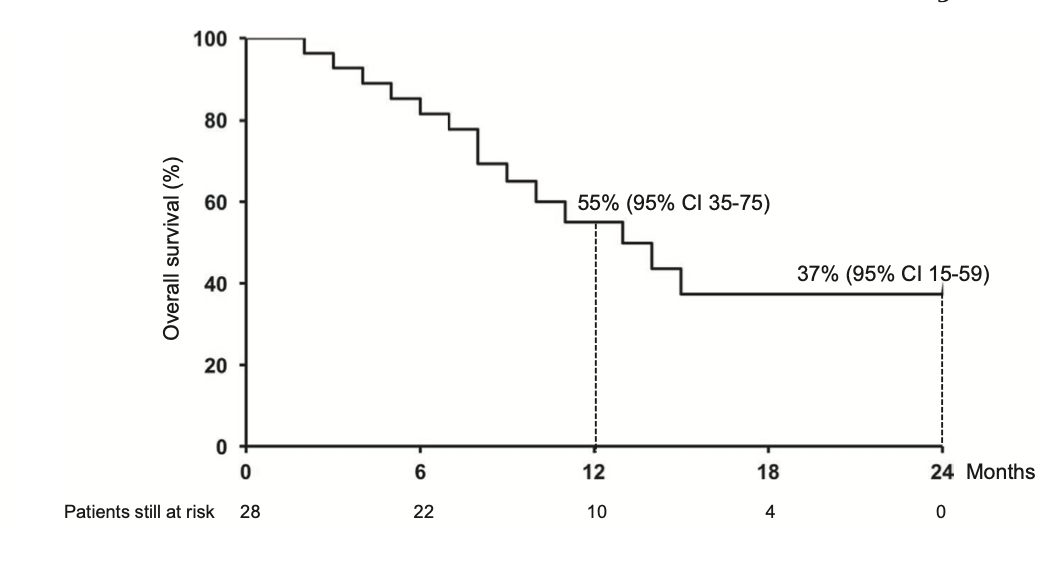 100
80
60
40
20
0
Overall survival (%)
55% (95% CI 35-75)
37% (95% CI 15-59)
0 6 12 18 24 Months
Patients still at risk 28 22 10 4 0